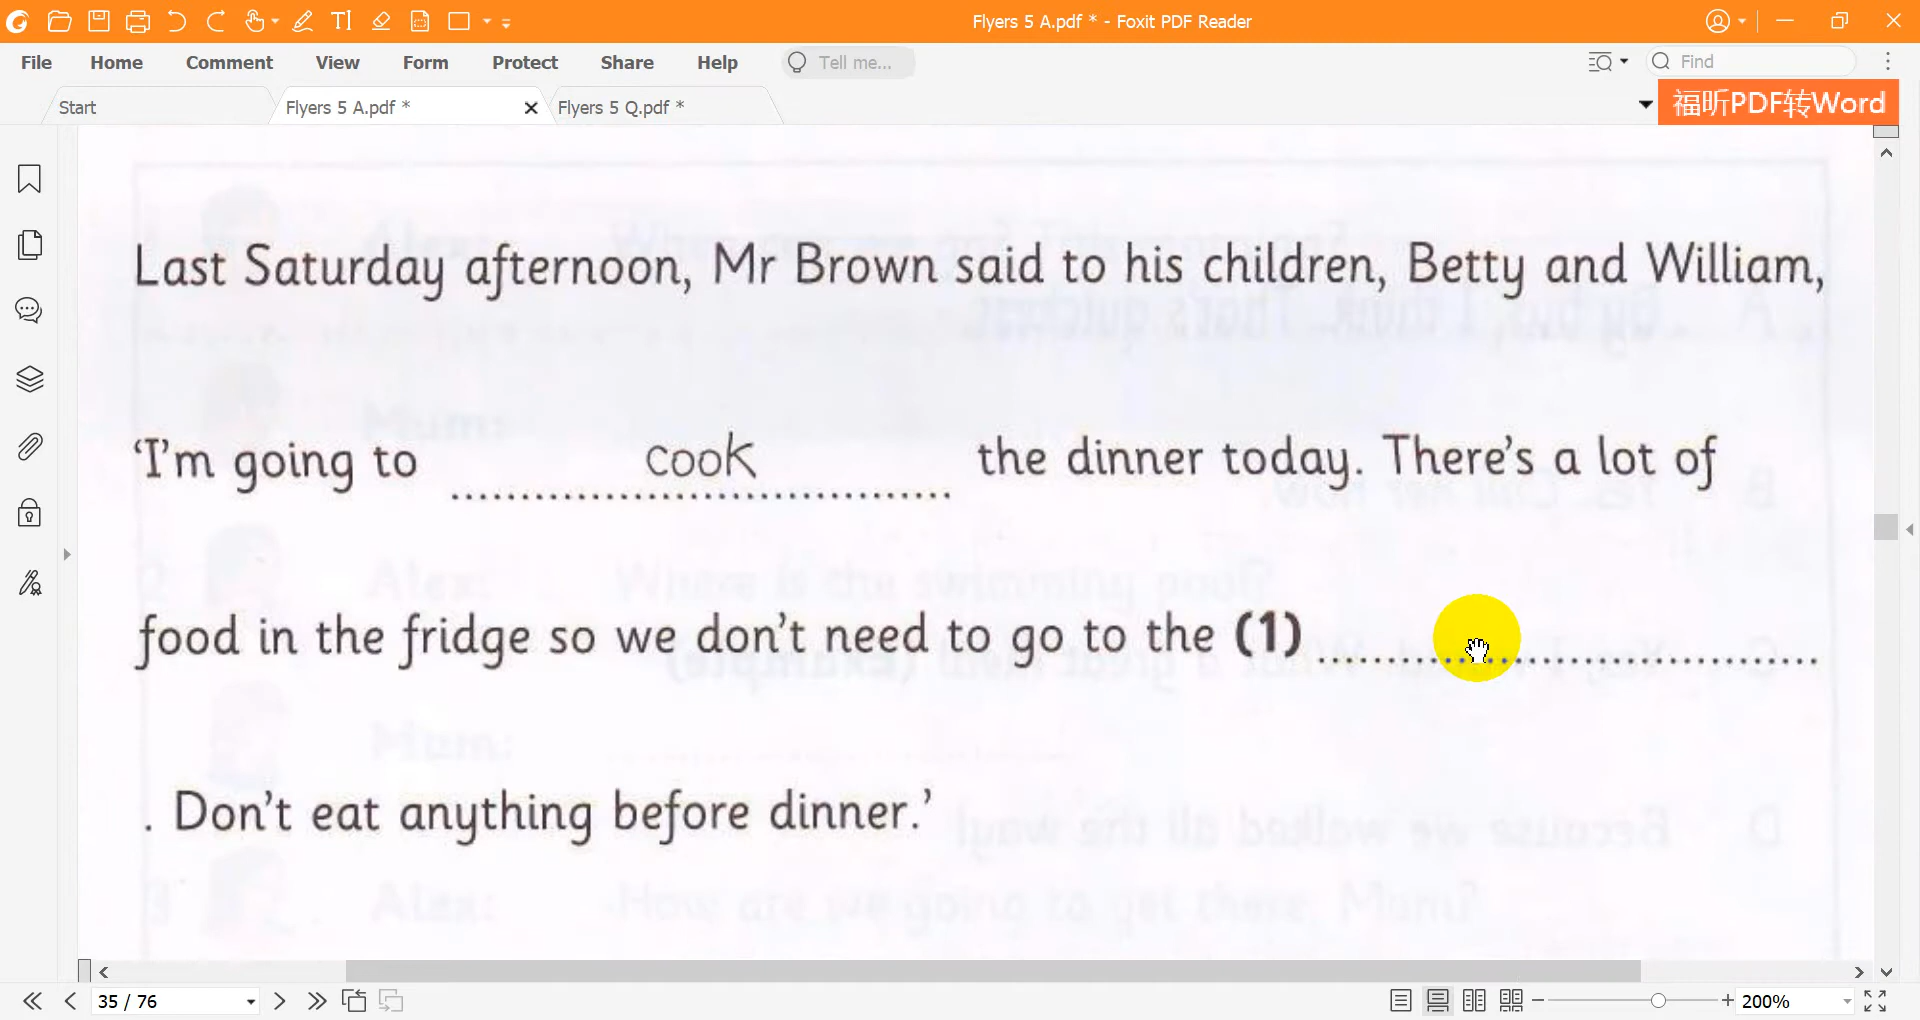 Flyers 5 A.pdf * - Foxit PDF Reader
File Home Comment View Form Protect Share Help Tell me... Find
Start Flyers 5 A.pdf * Flyers 5 Q.pdf * 福昕PDF转Word
Last Saturday afternoon, Mr Brown said to his children, Betty and William,
‘I'm going to cook the dinner today. There's a lot of
food in the fridge so we don't need to go to the (1) ..........
. Don't eat anything before dinner.’
35 / 76 200%